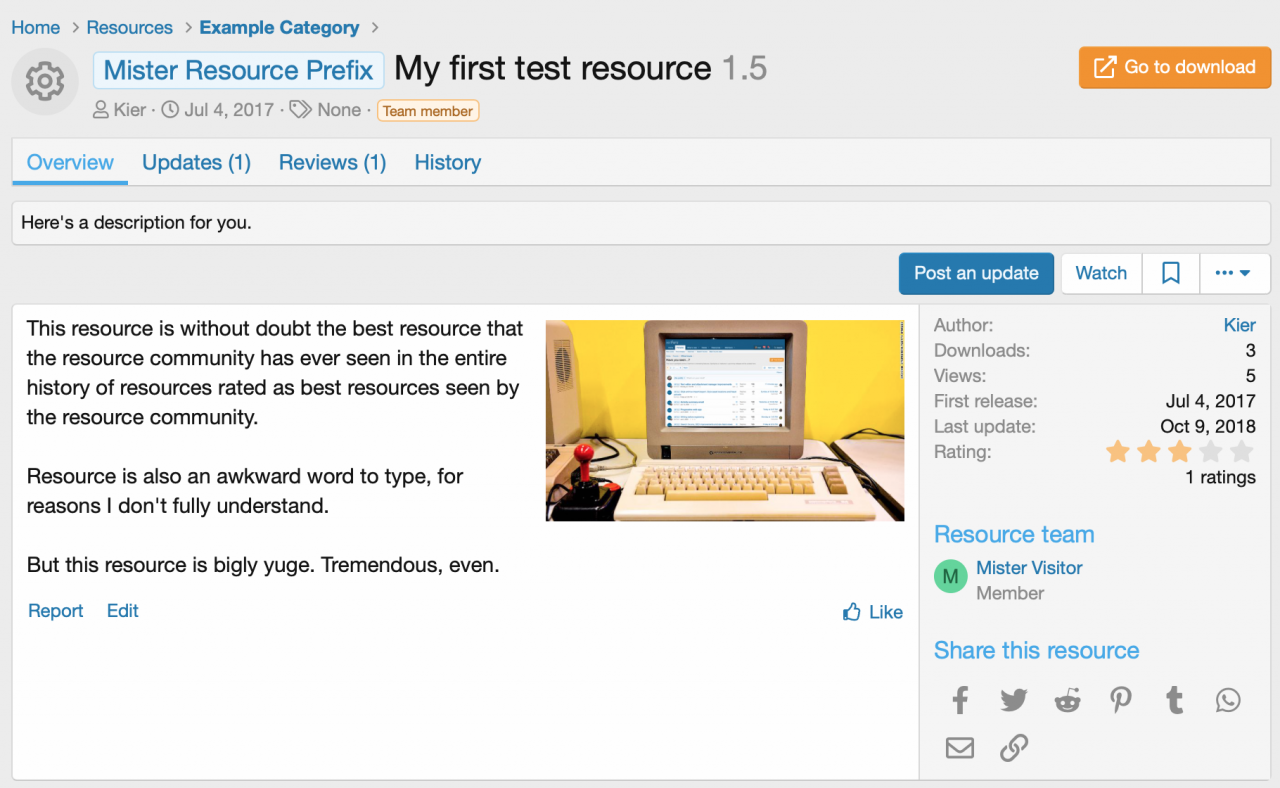 Home > Resources > Example Category >
Mister Resource Prefix My first test resource 1.5
Go to download
Kier · Jul 4, 2017 · None · Team member
Overview Updates (1) Reviews (1) History
Here's a description for you.
Post an update Watch
This resource is without doubt the best resource that
the resource community has ever seen in the entire
history of resources rated as best resources seen by
the resource community.
Resource is also an awkward word to type, for
reasons I don't fully understand.
But this resource is bigly yuge. Tremendous, even.
Report Edit Like
Author: Kier
Downloads: 3
Views: 5
First release: Jul 4, 2017
Last update: Oct 9, 2018
Rating:
1 ratings
Resource team
M
Mister Visitor
Member
Share this resource